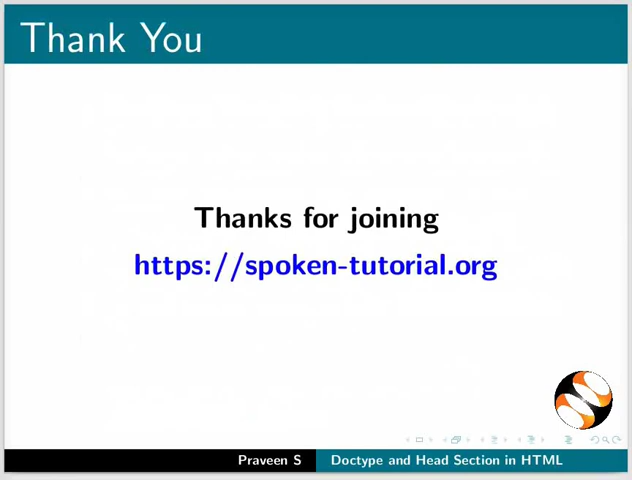 Thank You
Thanks for joining
https://spoken-tutorial.org
Praveen S
Doctype and Head Section in HTML